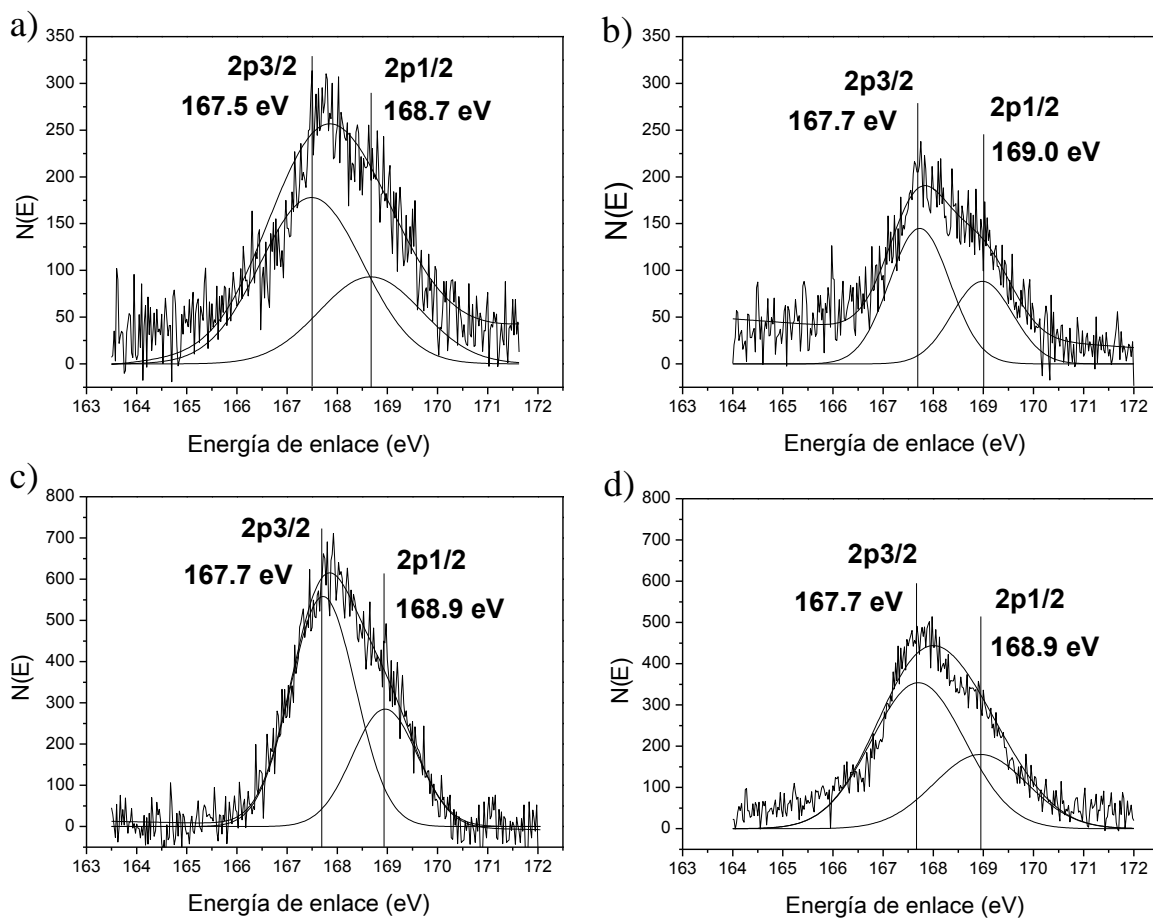 a)
350
300
250
200
150
100
50
0
N(E)
2p3/2
167.5 eV
2p1/2
168.7 eV
163 164 165 166 167 168 169 170 171 172
Energía de enlace (eV)
b)
350
300
250
200
150
100
50
0
N(E)
2p3/2
167.7 eV
2p1/2
169.0 eV
163 164 165 166 167 168 169 170 171 172
Energía de enlace (eV)
c)
800
700
600
500
400
300
200
100
0
N(E)
2p3/2
167.7 eV
2p1/2
168.9 eV
163 164 165 166 167 168 169 170 171 172
Energía de enlace (eV)
d)
800
700
600
500
400
300
200
100
0
N(E)
2p3/2
167.7 eV
2p1/2
168.9 eV
163 164 165 166 167 168 169 170 171 172
Energía de enlace (eV)